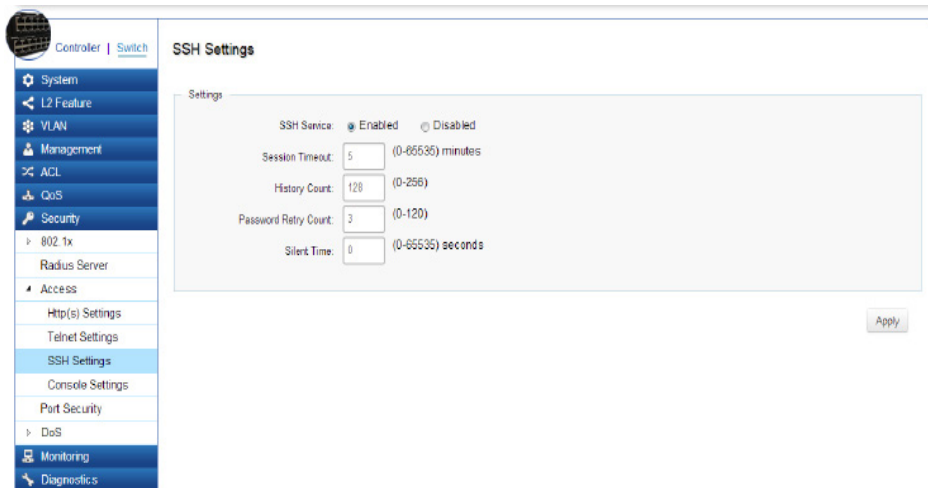 Controller | Switch
SSH Settings
System
L2 Feature
VLAN
Management
ACL
QoS
Security
802.1x
Radius Server
Access
Http(s) Settings
Telnet Settings
SSH Settings
Console Settings
Port Security
DoS
Monitoring
Diagnostics
Settings
SSH Service: Enabled Disabled
Session Timeout: 5 (0-65535) minutes
History Count: 128 (0-256)
Password Retry Count: 3 (0-120)
Silent Time: 0 (0-65535) seconds
Apply